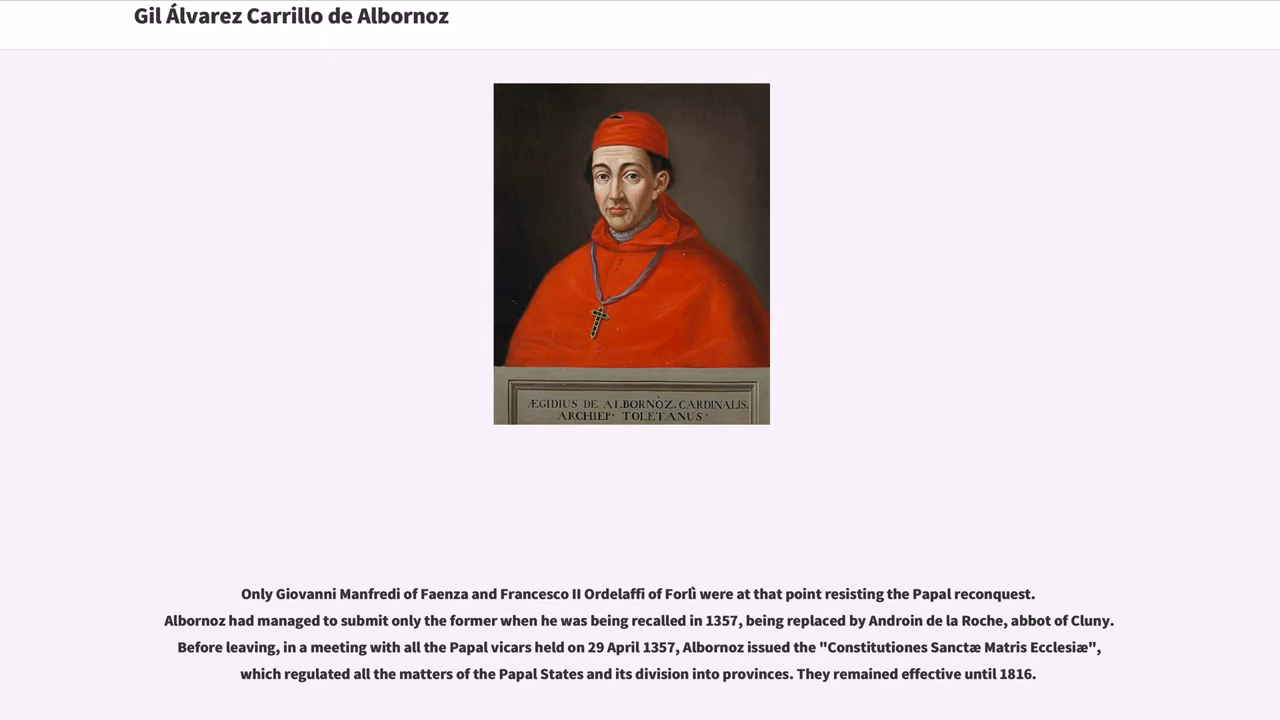 Gil Álvarez Carrillo de Albornoz
ÆGIDIUS DE ALBORNÒZ. CARDINALIS.
ARCHIEP· TOLETANUS·
Only Giovanni Manfredi of Faenza and Francesco II Ordelaffi of Forlì were at that point resisting the Papal reconquest.
Albornoz had managed to submit only the former when he was being recalled in 1357, being replaced by Androin de la Roche, abbot of Cluny.
Before leaving, in a meeting with all the Papal vicars held on 29 April 1357, Albornoz issued the "Constitutiones Sanctæ Matris Ecclesiæ",
which regulated all the matters of the Papal States and its division into provinces. They remained effective until 1816.